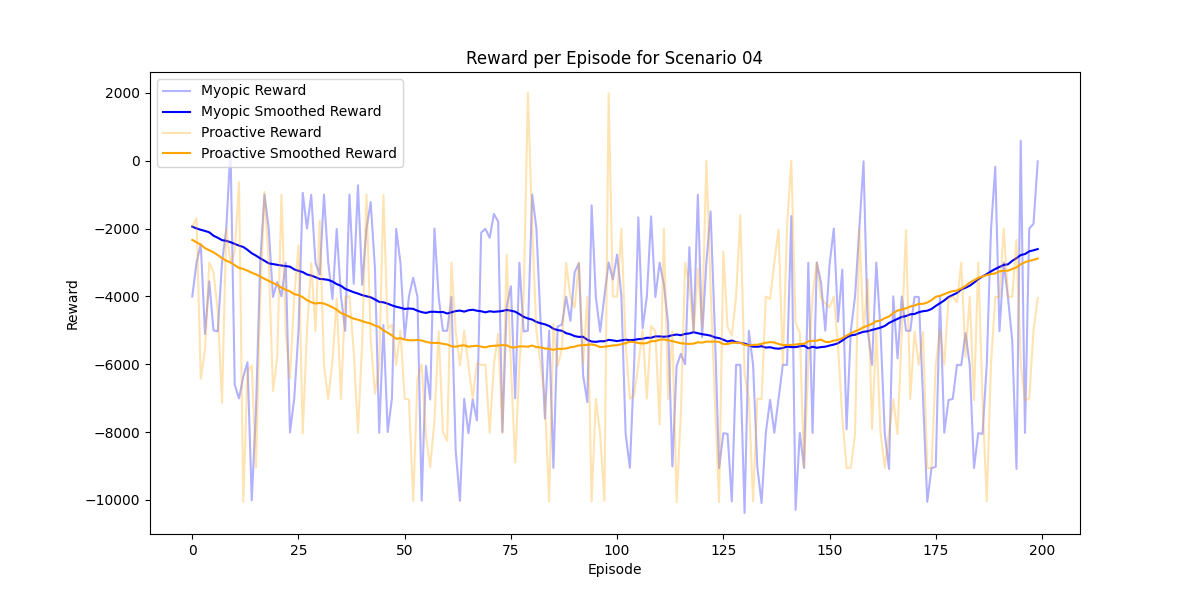 Reward per Episode for Scenario 04
Myopic Reward
Myopic Smoothed Reward
Proactive Reward
Proactive Smoothed Reward
Reward
2000
0
−2000
−4000
−6000
−8000
−10000
0 25 50 75 100 125 150 175 200
Episode